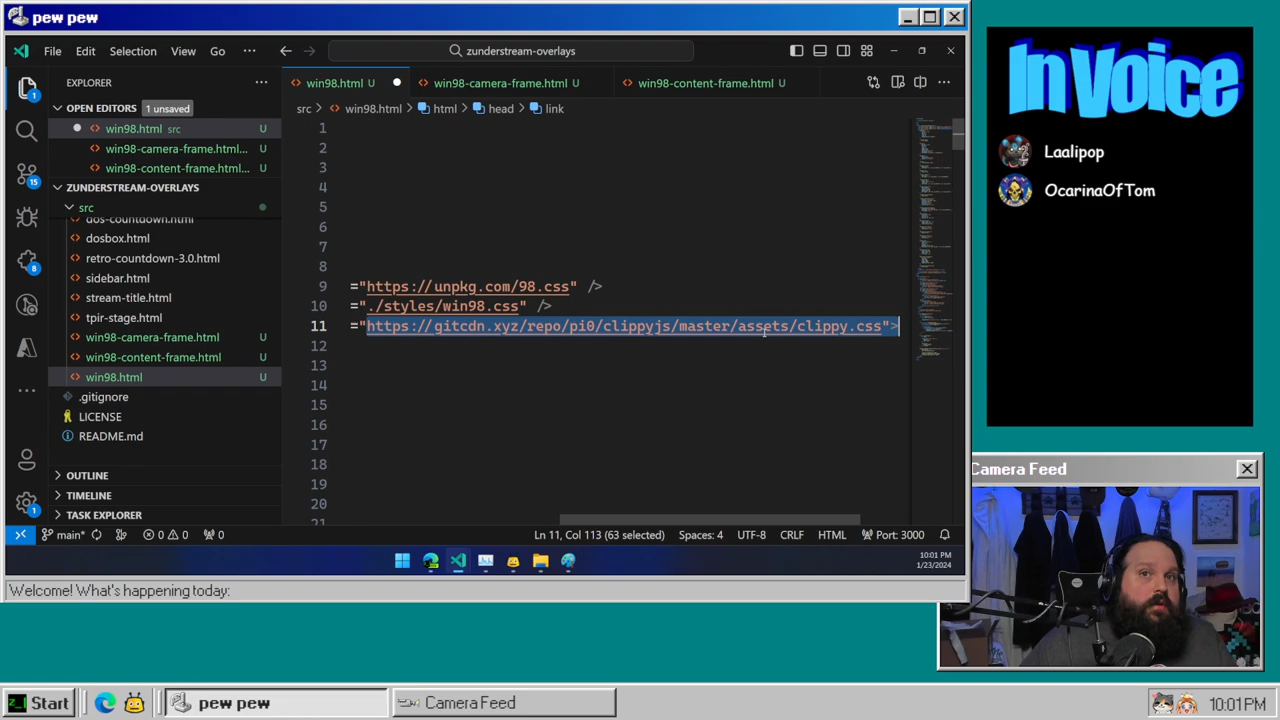 pew pew
File Edit Selection View Go ··· zunderstream-overlays
EXPLORER ···
win98.html U
win98-camera-frame.html U
win98-content-frame.html U
OPEN EDITORS 1 unsaved
src > win98.html > html > head > link
win98.html src U
win98-camera-frame.html... U
win98-content-frame.html... U
ZUNDERSTREAM-OVERLAYS
src
dos-countdown.html
dosbox.html
retro-countdown-3.0.html
sidebar.html
stream-title.html
tpir-stage.html
win98-camera-frame.html U
win98-content-frame.html U
win98.html U
.gitignore
LICENSE
README.md
OUTLINE
TIMELINE
TASK EXPLORER
1
2
3
4
5
6
7
8
="https://unpkg.com/98.css" />
10 ="./styles/win98.css" />
11 ="https://gitcdn.xyz/repo/pi0/clippyjs/master/assets/clippy.css">
12
13
14
15
16
17
18
19
20
21
1
15
8
1
main* 0 0 0 Ln 11, Col 113 (63 selected) Spaces: 4 UTF-8 CRLF HTML Port: 3000
10:01 PM
1/23/2024
Welcome! What's happening today:
In Voice
Laalipop
OcarinaOfTom
Camera Feed
Start pew pew Camera Feed 10:01 PM